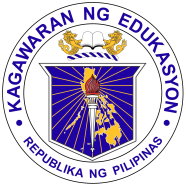 KAGAWARAN NG EDUKASYON
REPUBLIKA NG PILIPINAS